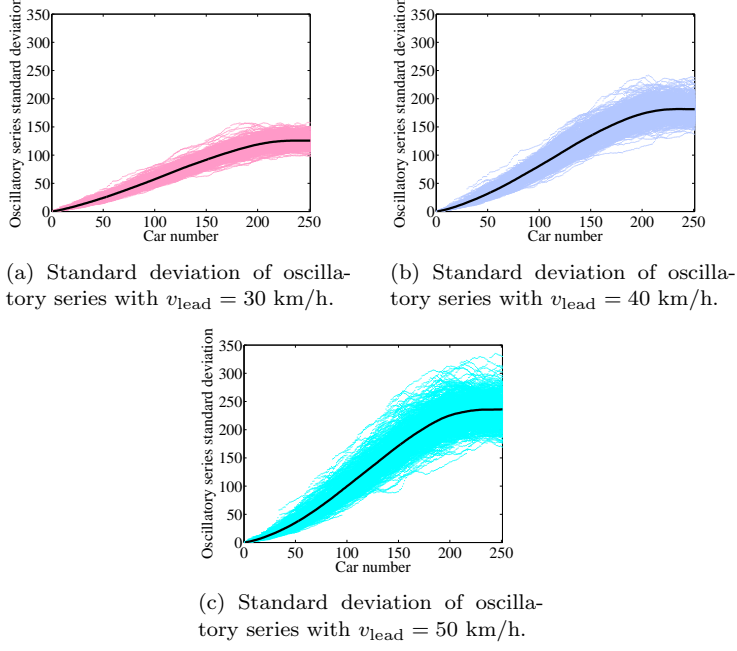 350
300
250
200
150
100
50
0
Oscillatory series standard deviation
0 50 100 150 200 250
Car number
350
300
250
200
150
100
50
0
Oscillatory series standard deviation
0 50 100 150 200 250
Car number
(a) Standard deviation of oscilla-
tory series with v_lead = 30 km/h.
(b) Standard deviation of oscilla-
tory series with v_lead = 40 km/h.
350
300
250
200
150
100
50
0
Oscillatory series standard deviation
0 50 100 150 200 250
Car number
(c) Standard deviation of oscilla-
tory series with v_lead = 50 km/h.